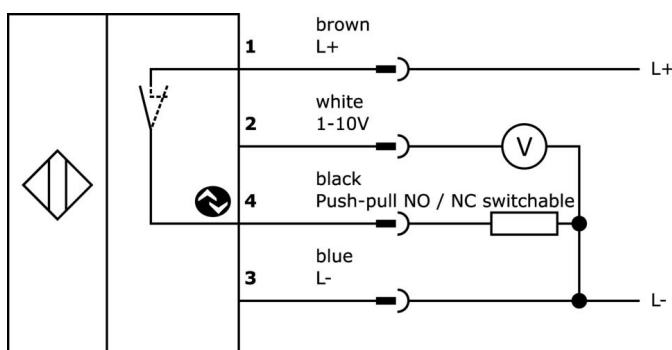 brown
1 L+ L+
white
2 1-10V
V
black
4 Push-pull NO / NC switchable
blue
3 L- L-